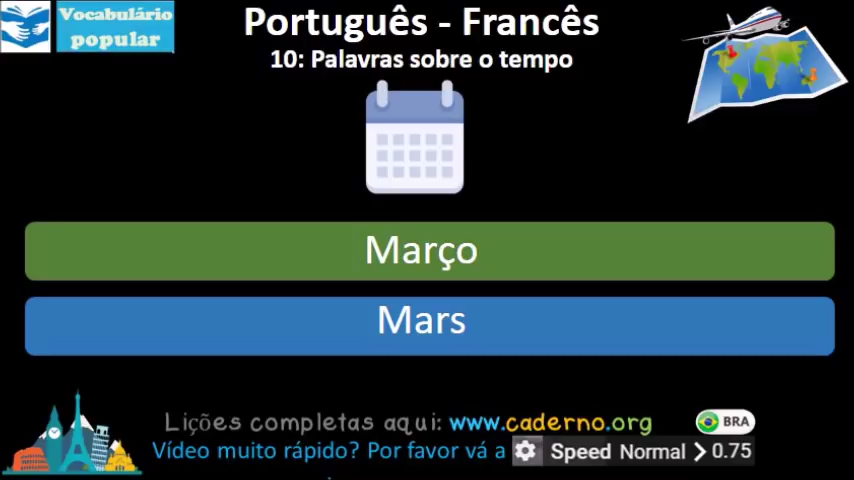 Vocabulário
popular
Português - Francês
10: Palavras sobre o tempo
Março
Mars
Lições completas aqui: www.caderno.org
BRA
Vídeo muito rápido? Por favor vá a Speed Normal > 0.75